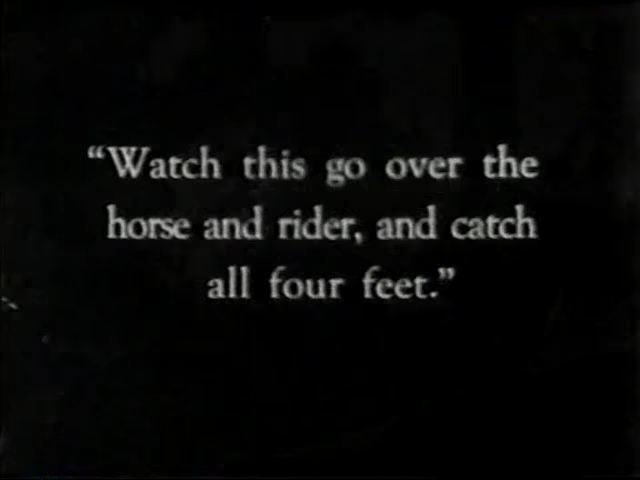 “Watch this go over the
horse and rider, and catch
all four feet.”